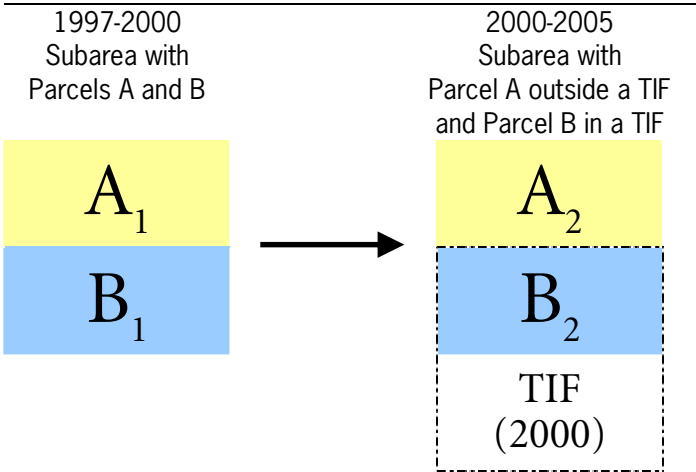 1997-2000
Subarea with
Parcels A and B
2000-2005
Subarea with
Parcel A outside a TIF
and Parcel B in a TIF
A1
B1
A2
B2
TIF
(2000)